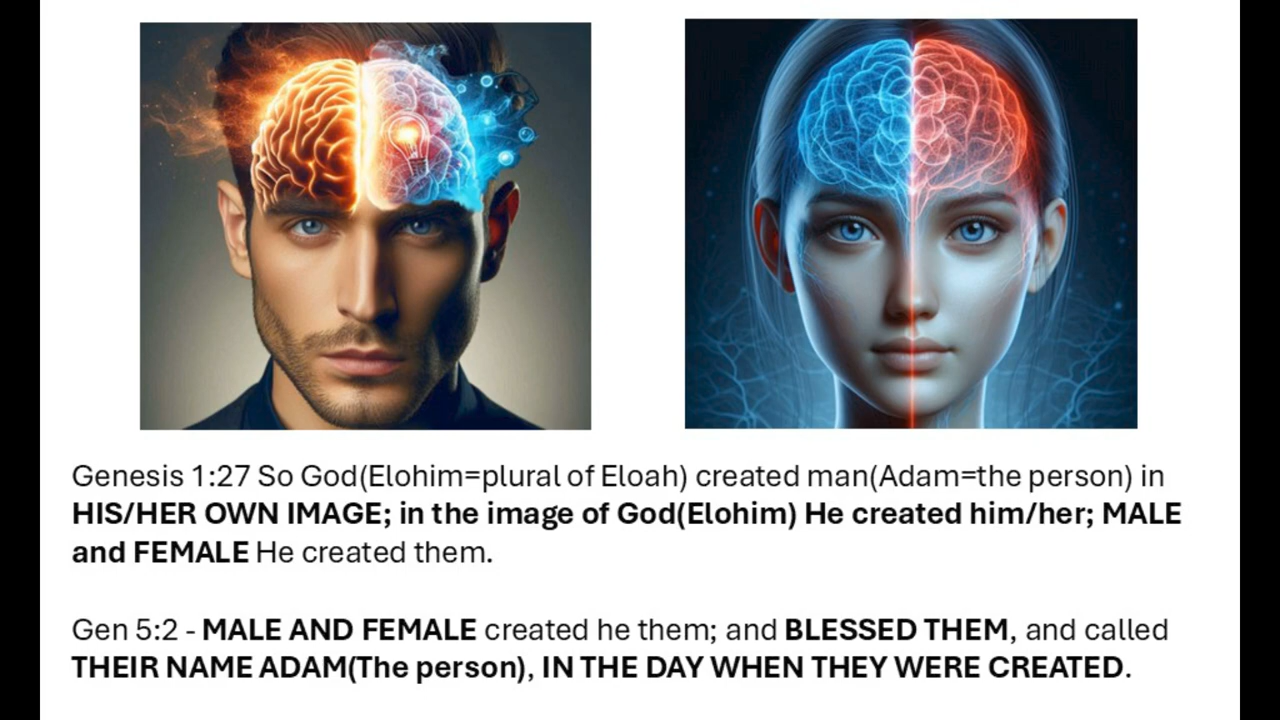 Genesis 1:27 So God(Elohim=plural of Eloah) created man(Adam=the person) in
HIS/HER OWN IMAGE; in the image of God(Elohim) He created him/her; MALE
and FEMALE He created them.
Gen 5:2 - MALE AND FEMALE created he them; and BLESSED THEM, and called
THEIR NAME ADAM(The person), IN THE DAY WHEN THEY WERE CREATED.